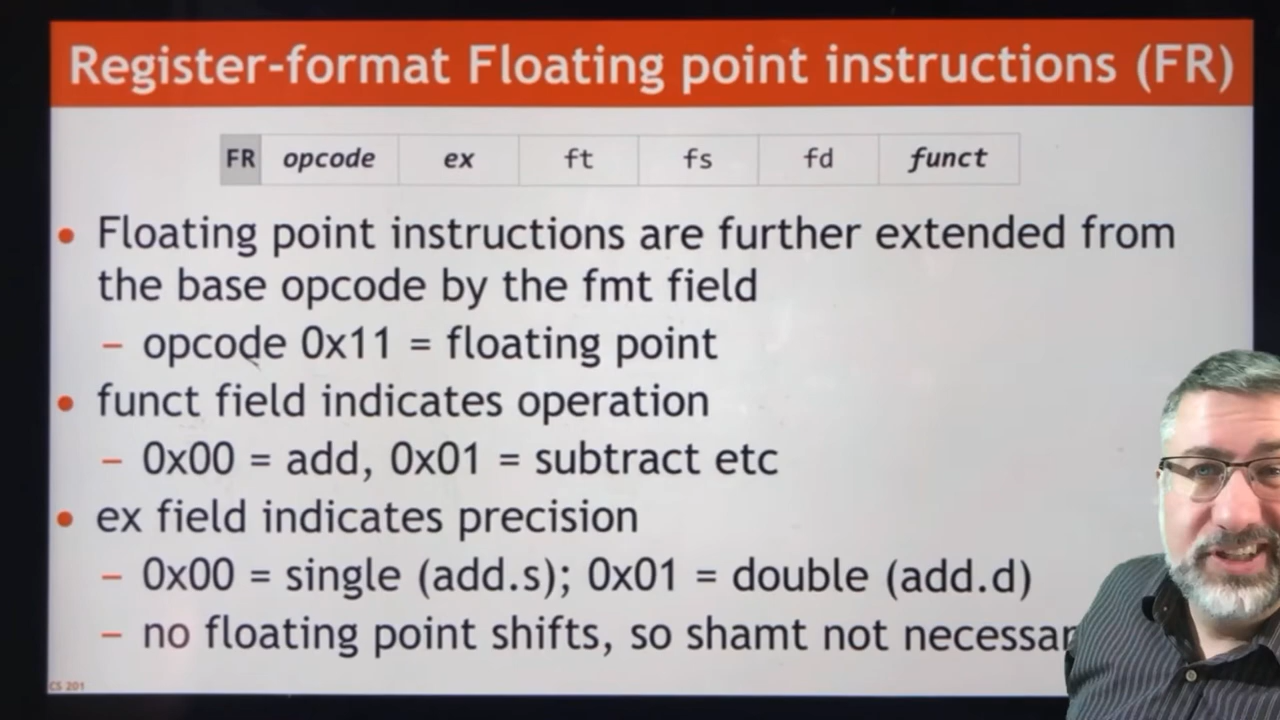 Register-format Floating point instructions (FR)
FR opcode ex ft fs fd funct
• Floating point instructions are further extended from
the base opcode by the fmt field
– opcode 0x11 = floating point
• funct field indicates operation
– 0x00 = add, 0x01 = subtract etc
• ex field indicates precision
– 0x00 = single (add.s); 0x01 = double (add.d)
– no floating point shifts, so shamt not
CS 201